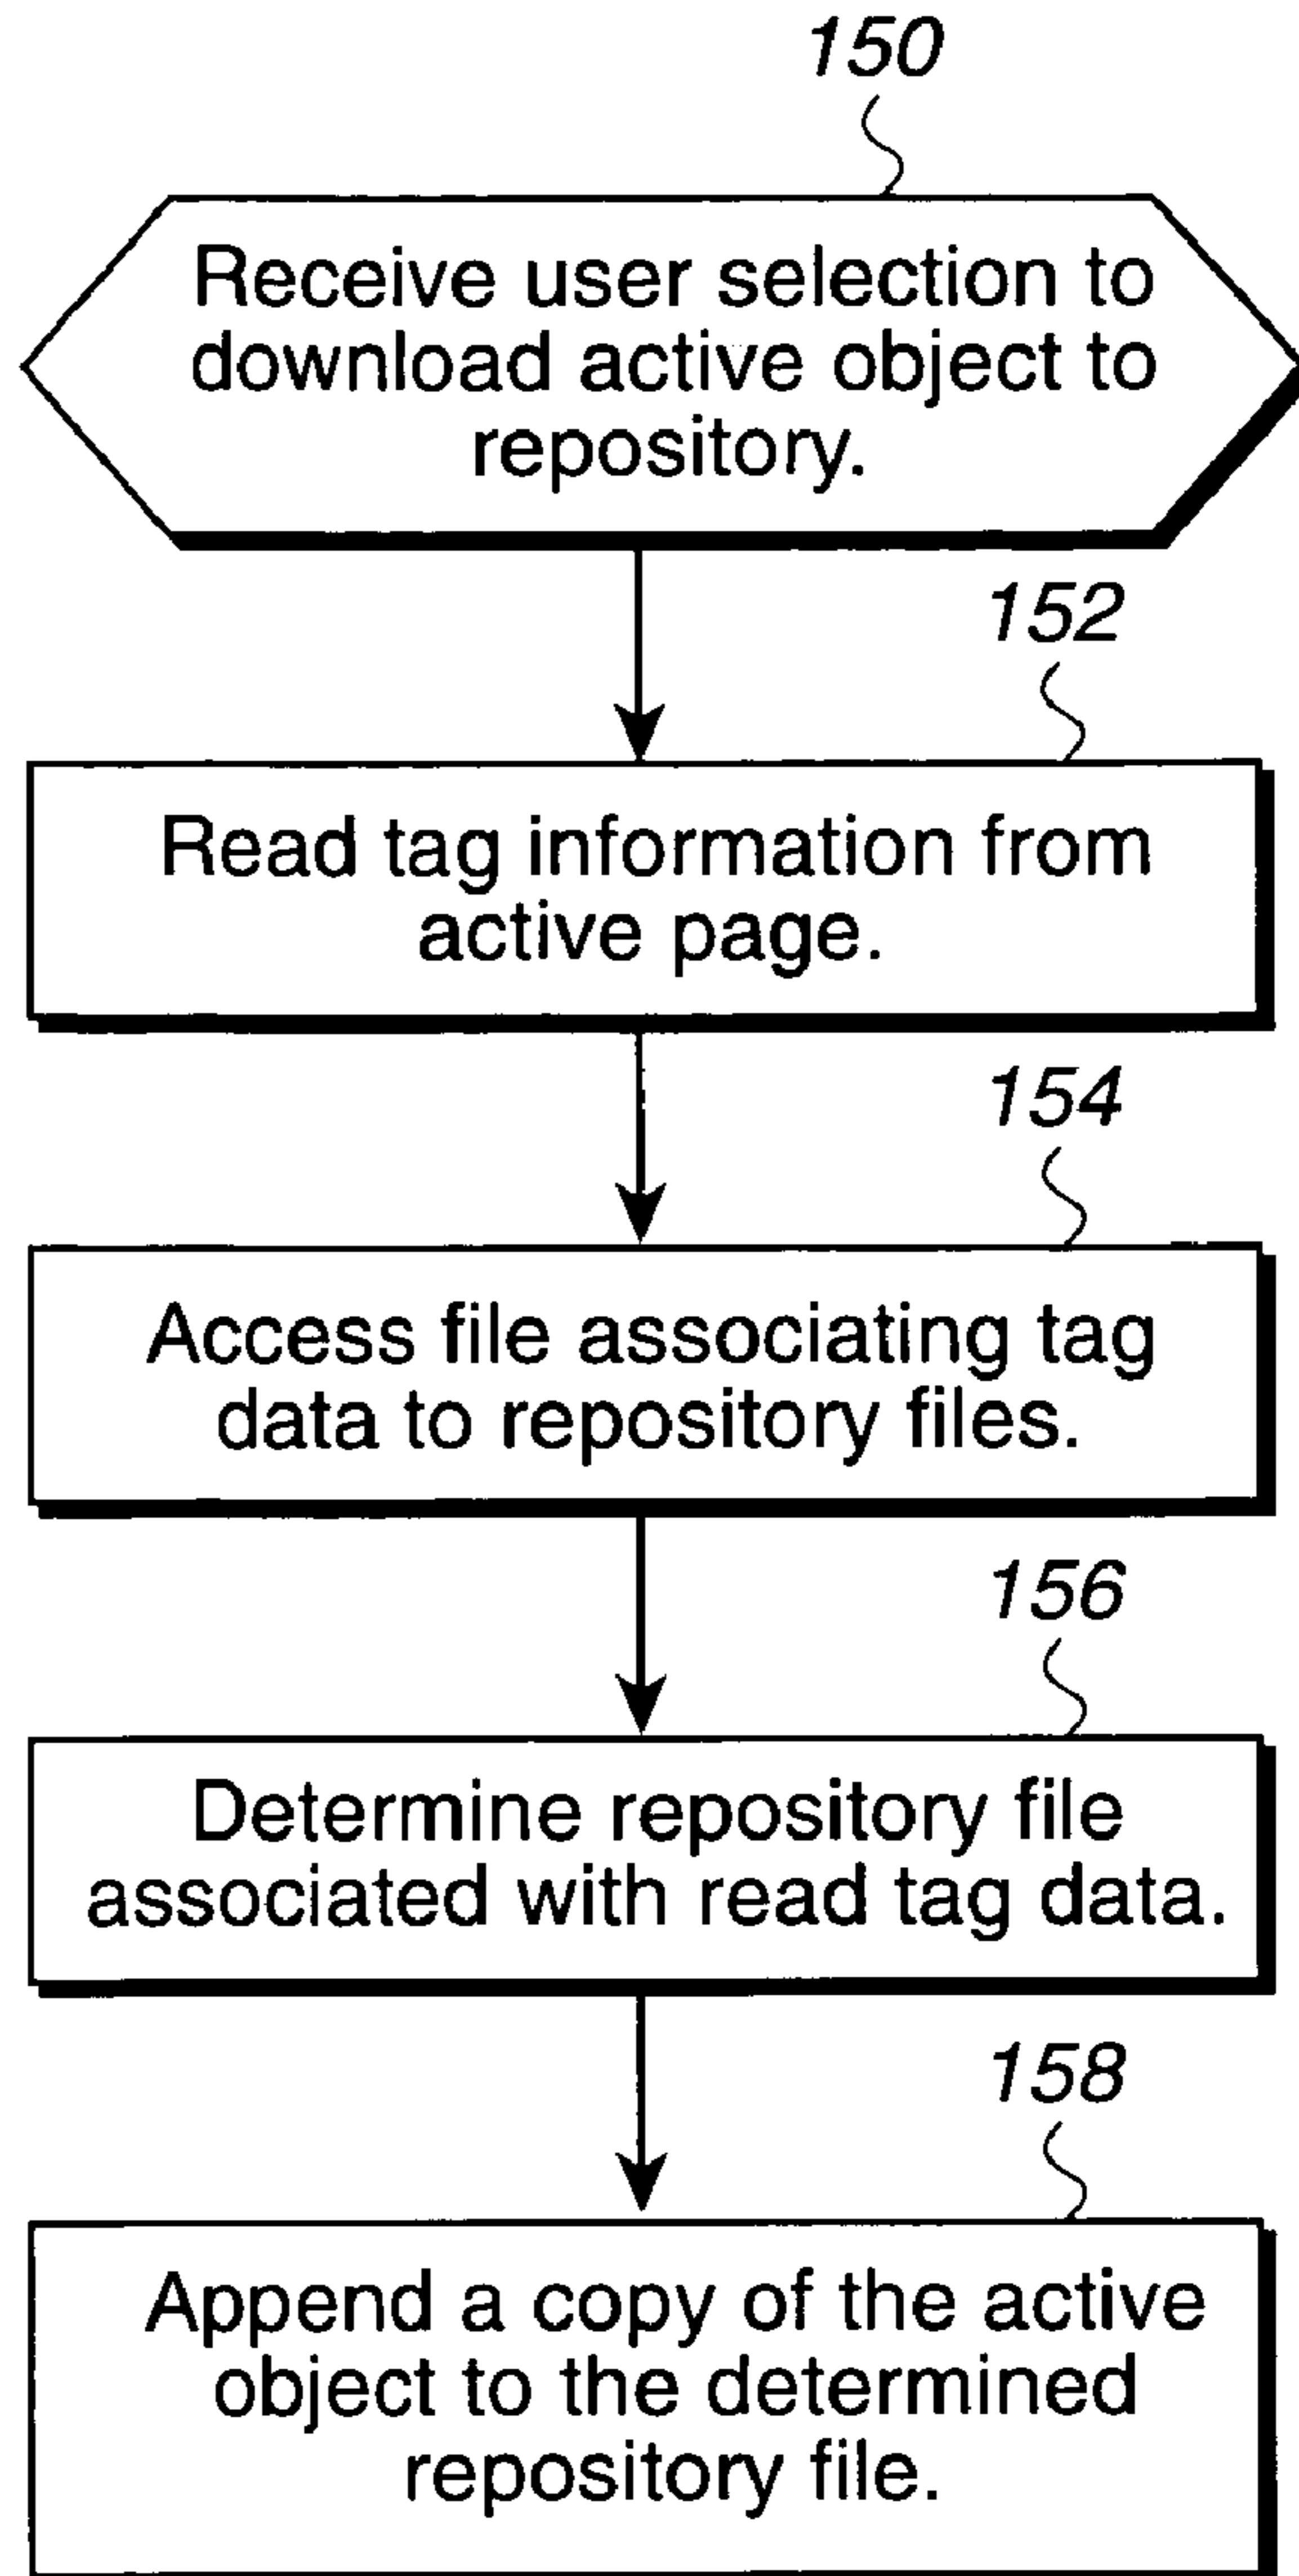 150
Receive user selection to
download active object to
repository.
152
Read tag information from
active page.
154
Access file associating tag
data to repository files.
156
Determine repository file
associated with read tag data.
158
Append a copy of the active
object to the determined
repository file.